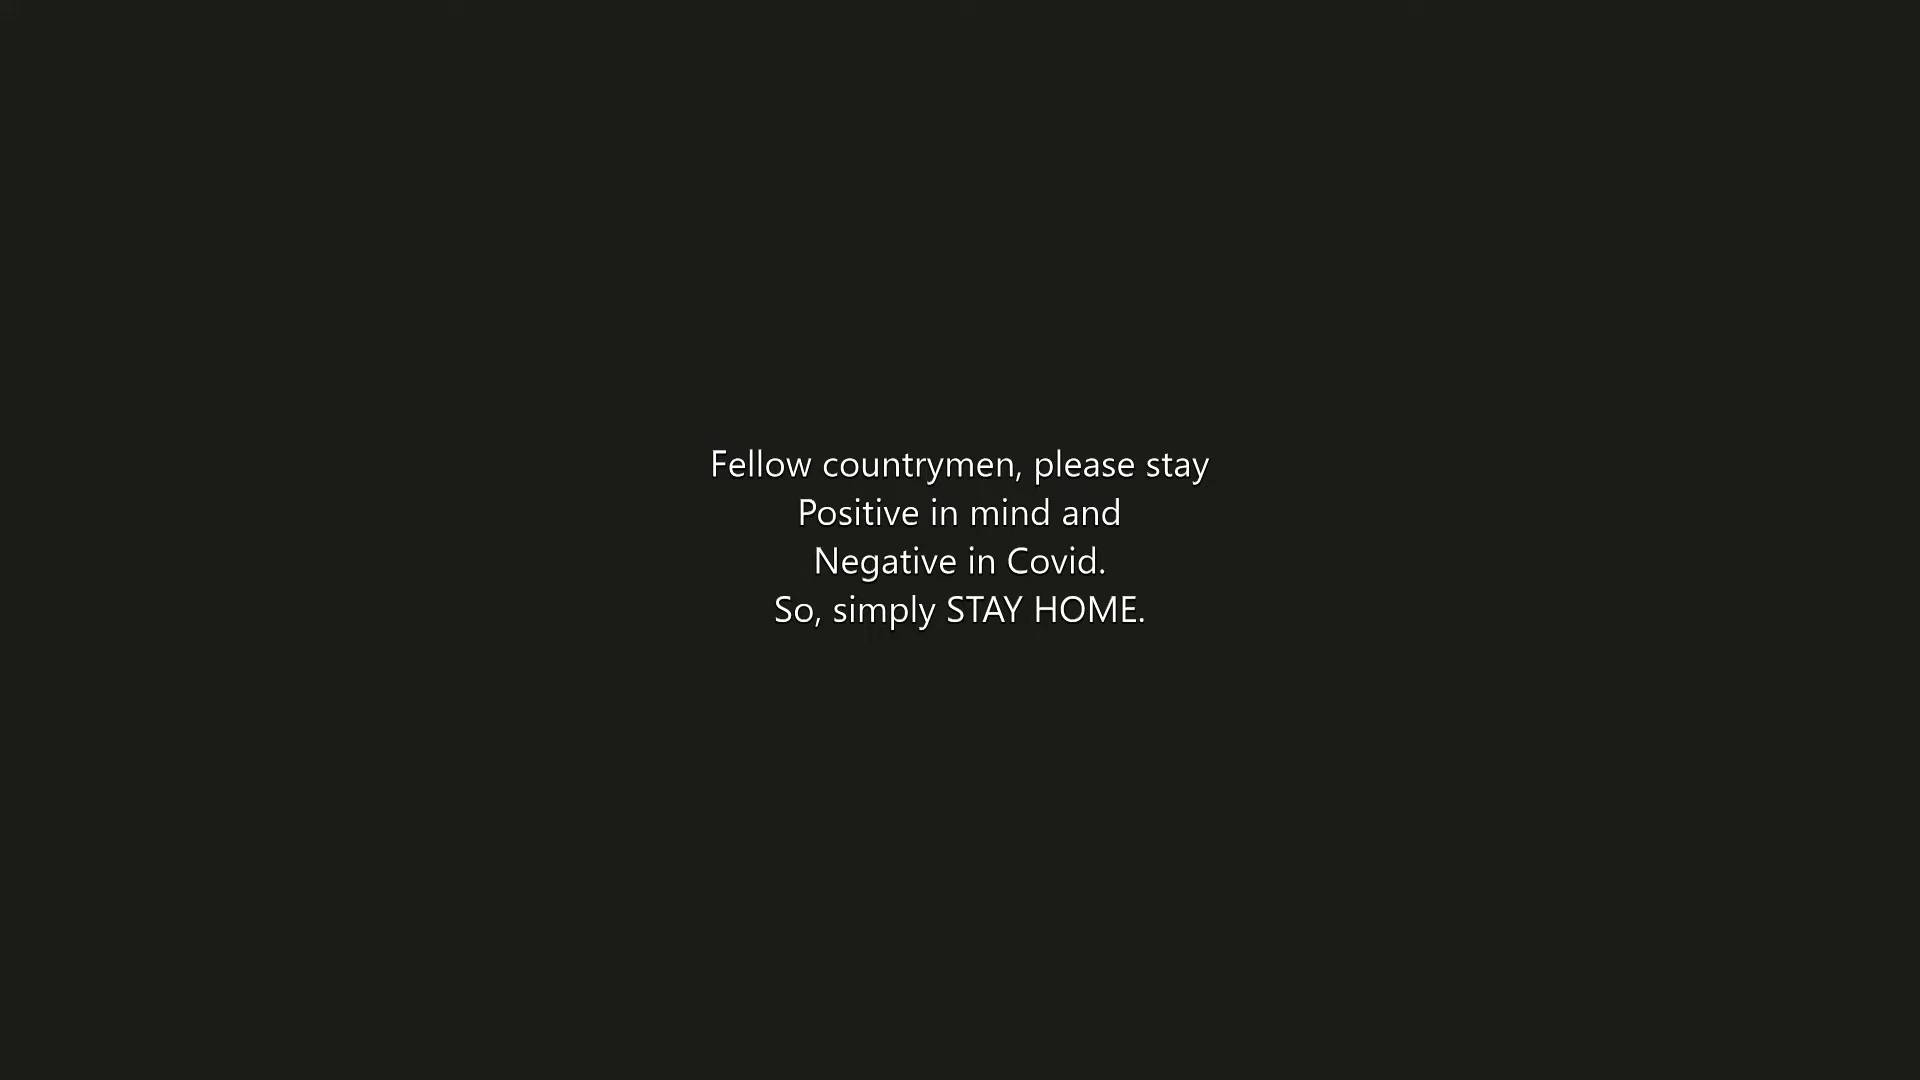 Fellow countrymen, please stay
Positive in mind and
Negative in Covid.
So, simply STAY HOME.